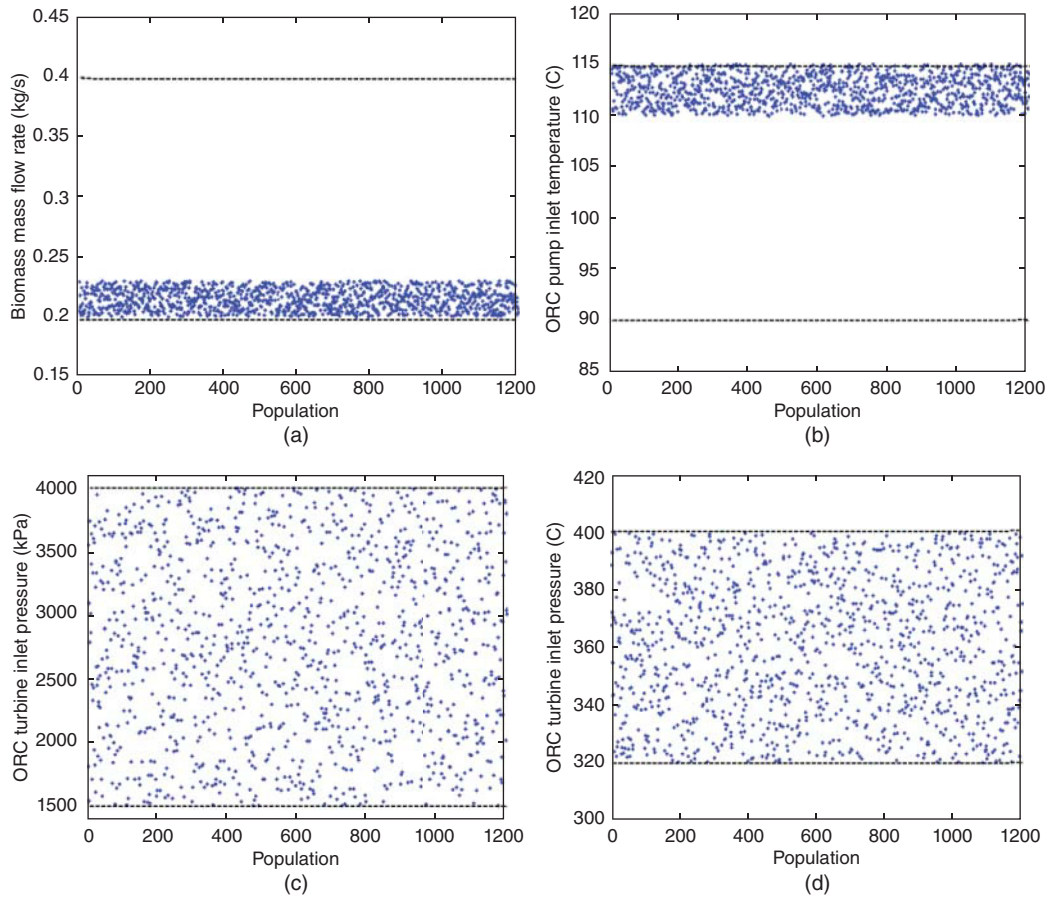 0.45
0.4
0.35
0.3
0.25
0.2
0.15
Biomass mass flow rate (kg/s)
0 200 400 600 800 1000 1200
Population
(a)
120
115
110
105
100
95
90
85
ORC pump inlet temperature (C)
0 200 400 600 800 1000 1200
Population
(b)
4000
3500
3000
2500
2000
1500
ORC turbine inlet pressure (kPa)
0 200 400 600 800 1000 1200
Population
(c)
420
400
380
360
340
320
300
ORC turbine inlet pressure (C)
0 200 400 600 800 1000 1200
Population
(d)